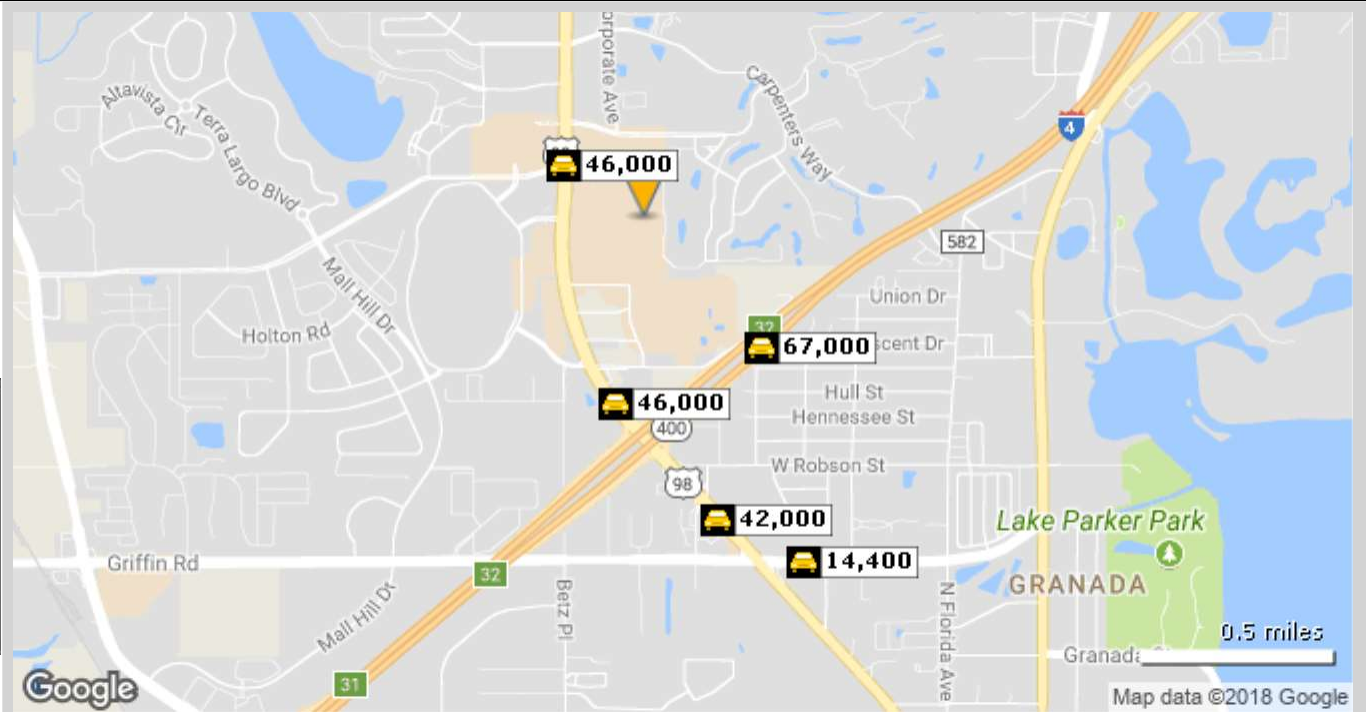 orporate Ave
Carpenters Way
Altavista Cir
Terra Largo Blvd
4
46,000
582
Mall Hill Dr
Union Dr
Holton Rd
32
67,000
scent Dr
Hull St
46,000
Hennessee St
400
W Robson St
98
42,000
Lake Parker Park
14,400
Griffin Rd
32
GRANADA
Betz Pl
N Florida Ave
Mall Hill Dr
0.5 miles
Granada
31
Google
Map data ©2018 Google